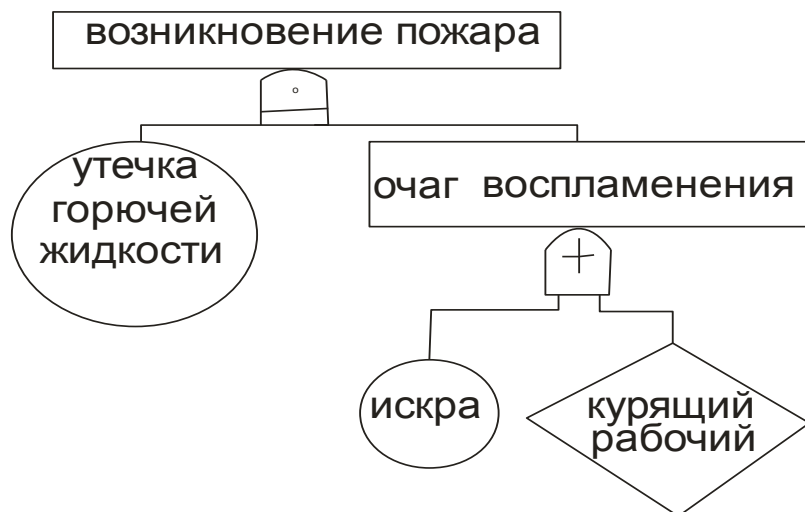 возникновение пожара
утечка
горючей
жидкости
очаг воспламенения
искра
курящий
рабочий